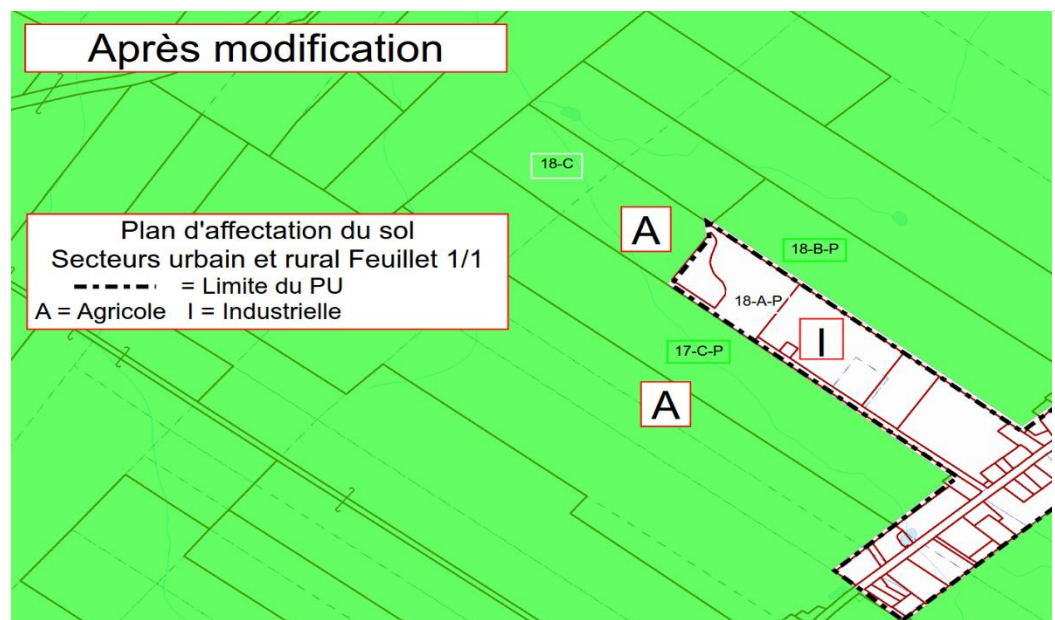 Après modification
18-C
Plan d'affectation du sol
Secteurs urbain et rural Feuillet 1/1
= Limite du PU
A = Agricole I = Industrielle
A
18-B-P
18-A-P
I
17-C-P
A